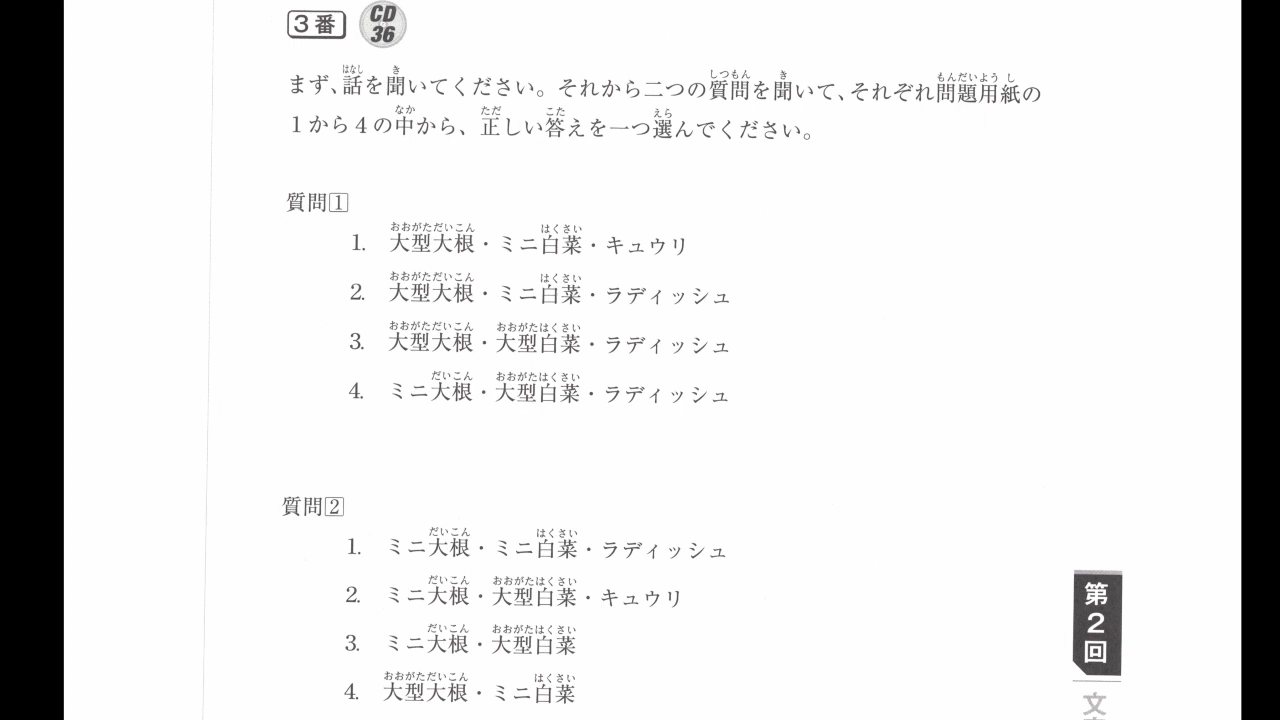 3番 CD 36
まず、話を聞いてください。それから二つの質問を聞いて、それぞれ問題用紙の
1から4の中から、正しい答えを一つ選んでください。
質問1
1. 大型大根・ミニ白菜・キュウリ
2. 大型大根・ミニ白菜・ラディッシュ
3. 大型大根・大型白菜・ラディッシュ
4. ミニ大根・大型白菜・ラディッシュ
質問2
1. ミニ大根・ミニ白菜・ラディッシュ
2. ミニ大根・大型白菜・キュウリ
3. ミニ大根・大型白菜
4. 大型大根・ミニ白菜
第2回
文